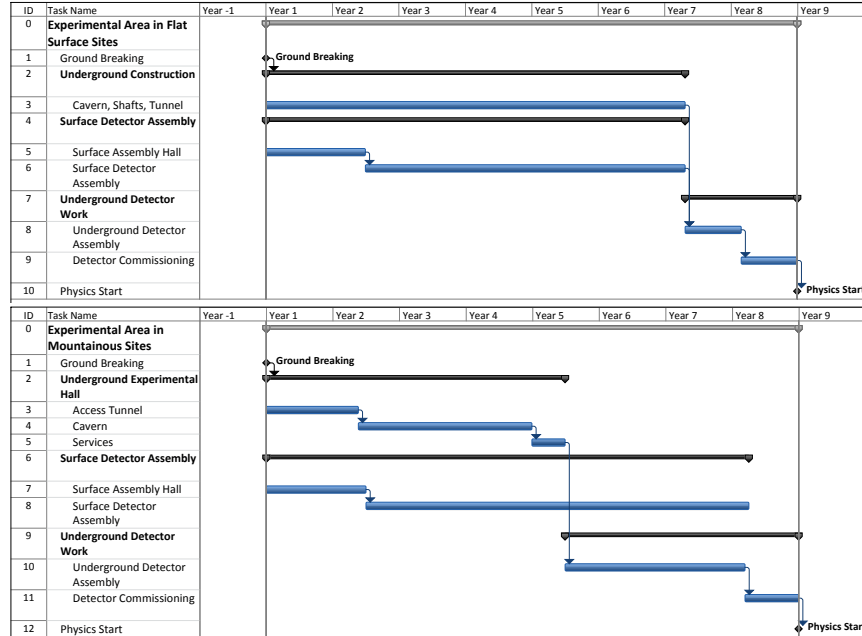 ID Task Name Year -1 Year 1 Year 2 Year 3 Year 4 Year 5 Year 6 Year 7 Year 8 Year 9
0 Experimental Area in Flat
Surface Sites
1 Ground Breaking Ground Breaking
2 Underground Construction
3 Cavern, Shafts, Tunnel
4 Surface Detector Assembly
5 Surface Assembly Hall
6 Surface Detector
Assembly
7 Underground Detector
Work
8 Underground Detector
Assembly
9 Detector Commissioning
10 Physics Start Physics Start
ID Task Name Year -1 Year 1 Year 2 Year 3 Year 4 Year 5 Year 6 Year 7 Year 8 Year 9
0 Experimental Area in
Mountainous Sites
1 Ground Breaking Ground Breaking
2 Underground Experimental
Hall
3 Access Tunnel
4 Cavern
5 Services
6 Surface Detector Assembly
7 Surface Assembly Hall
8 Surface Detector
Assembly
9 Underground Detector
Work
10 Underground Detector
Assembly
11 Detector Commissioning
12 Physics Start Physics Start